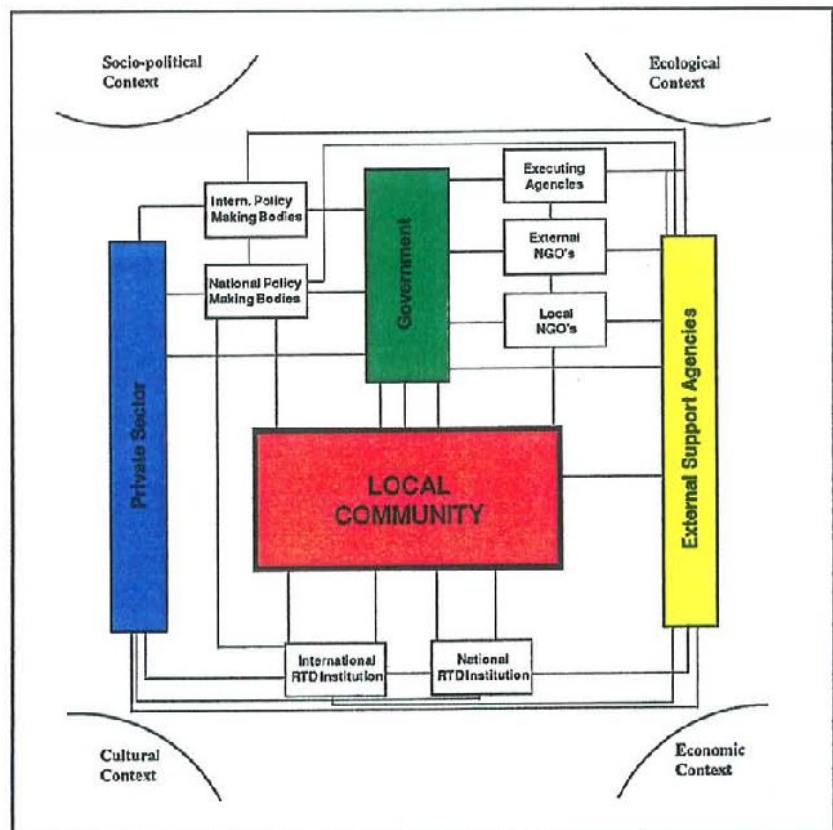 Socio-political
Context
Ecological
Context
Executing
Agencies
Intern. Policy
Making Bodies
External
NGO's
National Policy
Making Bodies
Local
NGO's
Government
Private Sector
External Support Agencies
LOCAL
COMMUNITY
International
RTD Institution
National
RTD Institution
Cultural
Context
Economic
Context